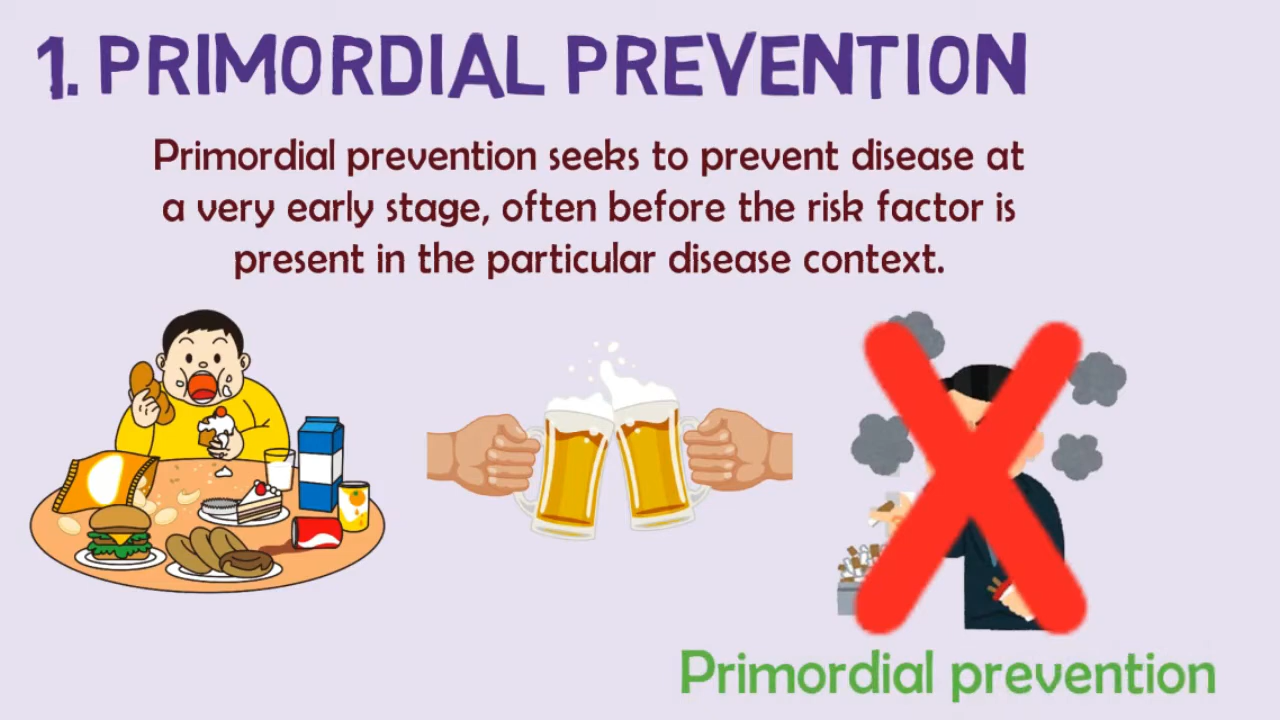 1. PRIMORDIAL PREVENTION
Primordial prevention seeks to prevent disease at
a very early stage, often before the risk factor is
present in the particular disease context.
Primordial prevention